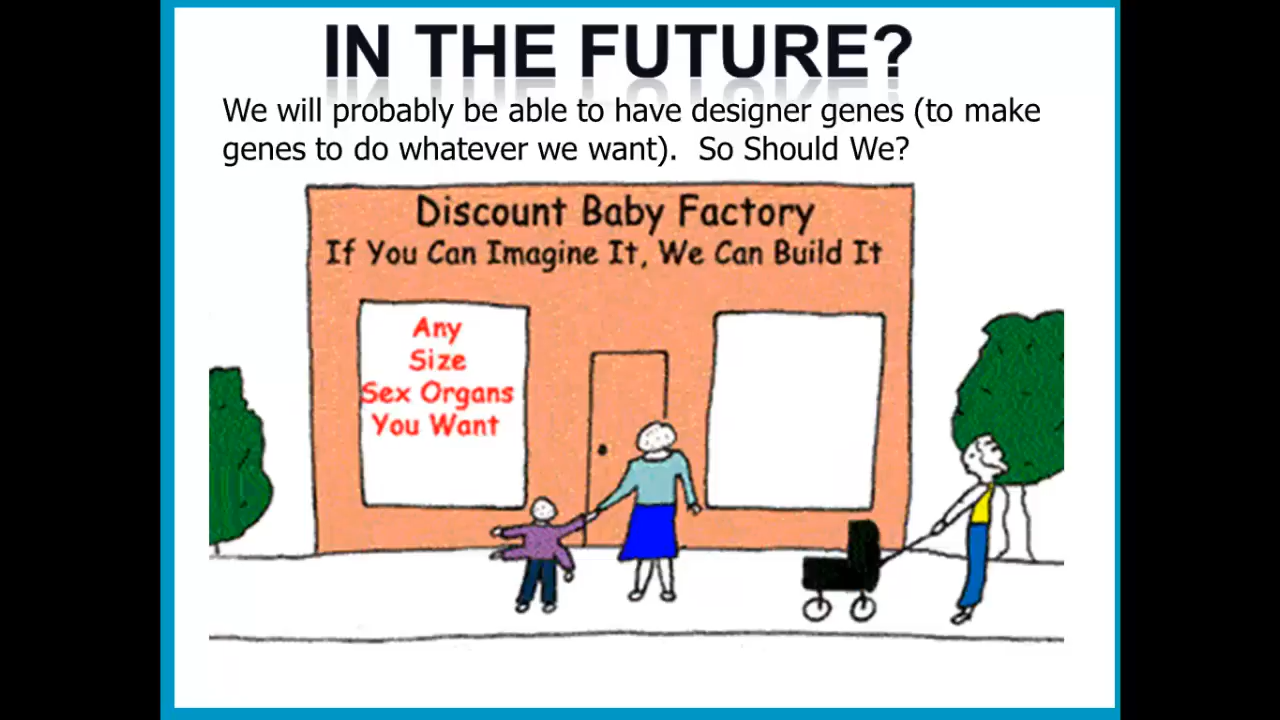 IN THE FUTURE?
We will probably be able to have designer genes (to make
genes to do whatever we want).  So Should We?
Discount Baby Factory
If You Can Imagine It, We Can Build It
Any
Size
Sex Organs
You Want